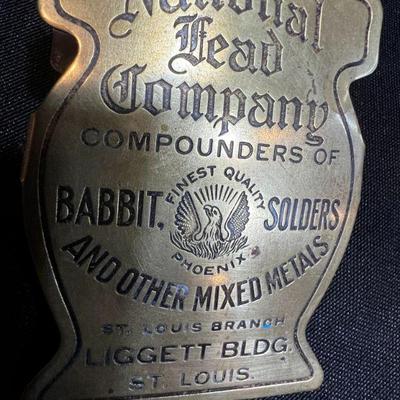 National
Lead
Company
COMPOUNDERS OF
BABBIT.
FINEST QUALITY
PHOENIX
SOLDERS
AND OTHER MIXED METALS
ST. LOUIS BRANCH
LIGGETT BLDG.
ST. LOUIS.